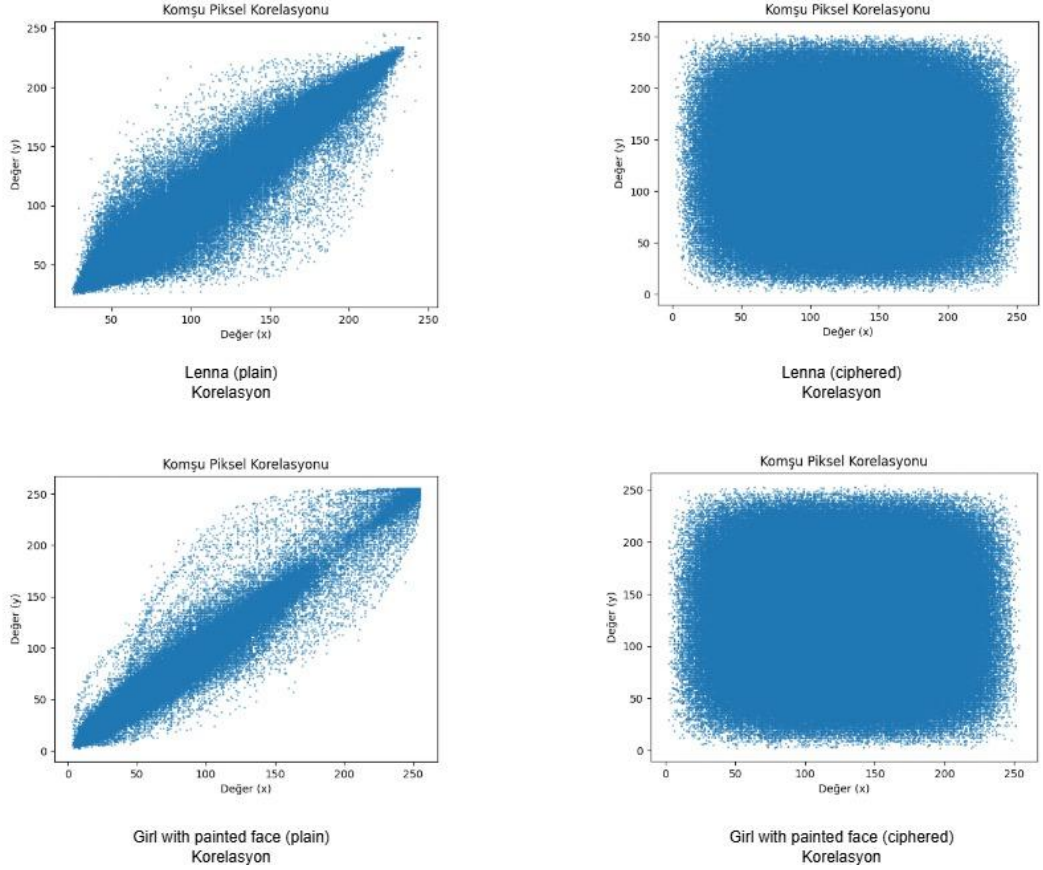 Komşu Piksel Korelasyonu
250
200
150
100
50
Değer (y)
50 100 150 200 250
Değer (x)
Lenna (plain)
Korelasyon
Komşu Piksel Korelasyonu
250
200
150
100
50
0
Değer (y)
0 50 100 150 200 250
Değer (x)
Lenna (ciphered)
Korelasyon
Komşu Piksel Korelasyonu
250
200
150
100
50
0
Değer (y)
0 50 100 150 200 250
Değer (x)
Girl with painted face (plain)
Korelasyon
Komşu Piksel Korelasyonu
250
200
150
100
50
0
Değer (y)
0 50 100 150 200 250
Değer (x)
Girl with painted face (ciphered)
Korelasyon